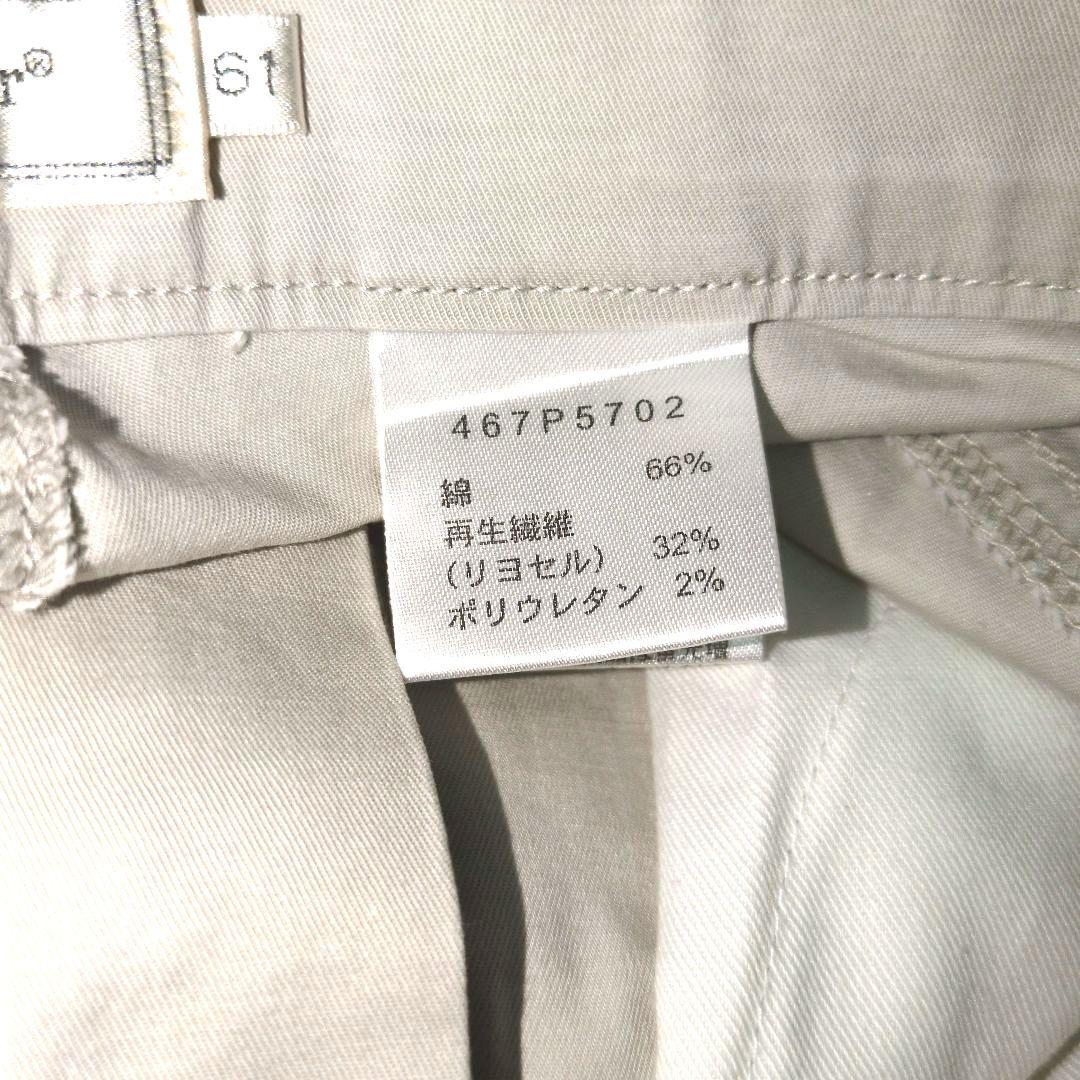 r®
61
467P5702
綿 66%
再生繊維
(リヨセル) 32%
ポリウレタン 2%